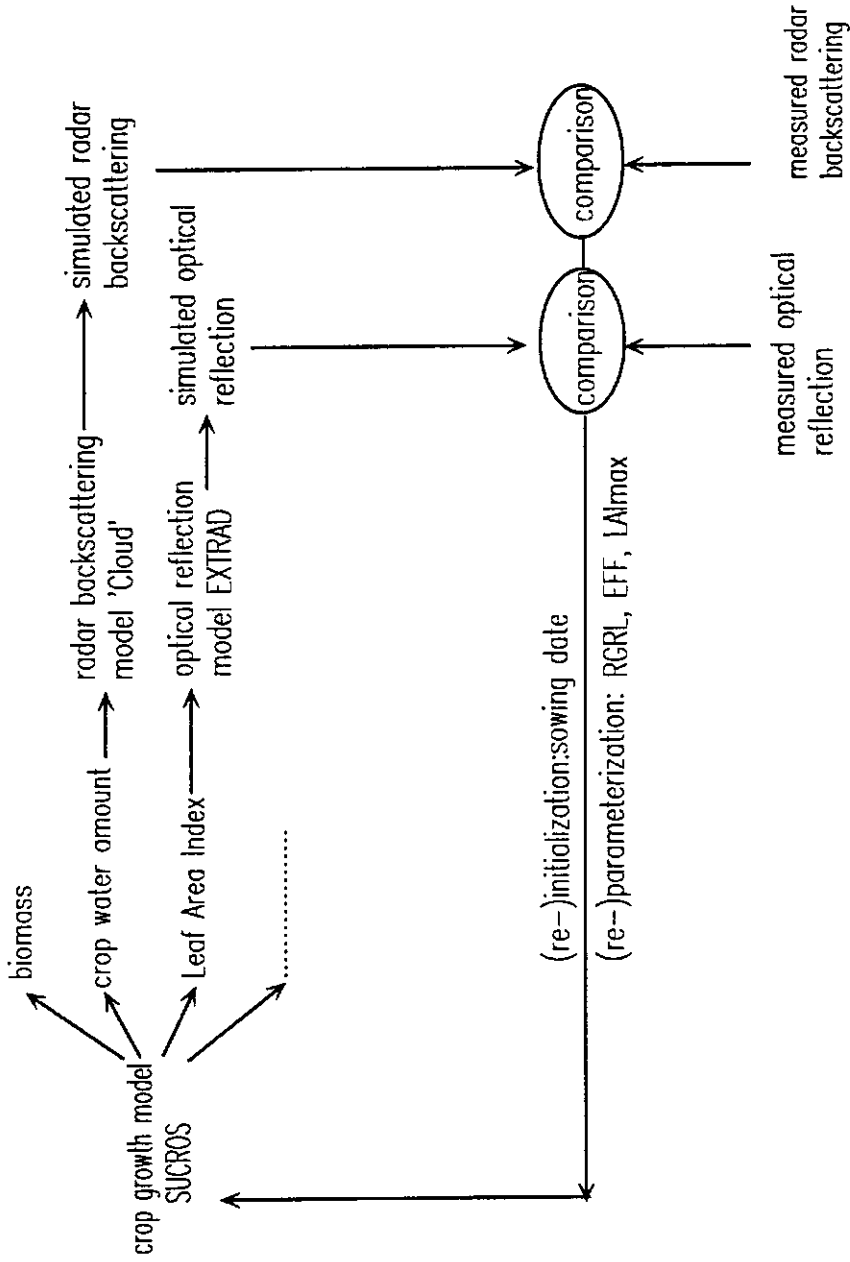 biomass
crop growth model
SUCROS
crop water amount
radar backscattering
model 'Cloud'
simulated radar
backscattering
Leaf Area Index
optical reflection
model EXTRAD
simulated optical
reflection
..............
(re-)initialization:sowing date
(re-)parameterization: RGRL, EFF, LAImax
comparison
comparison
measured optical
reflection
measured radar
backscattering